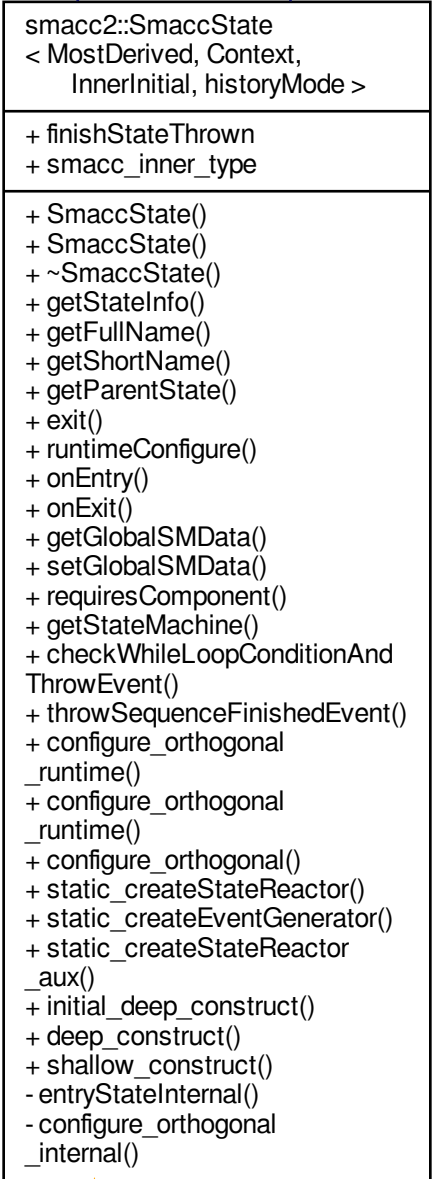 smacc2::SmaccState
< MostDerived, Context,
InnerInitial, historyMode >
+ finishStateThrown
+ smacc_inner_type
+ SmaccState()
+ SmaccState()
+ ~SmaccState()
+ getStateInfo()
+ getFullName()
+ getShortName()
+ getParentState()
+ exit()
+ runtimeConfigure()
+ onEntry()
+ onExit()
+ getGlobalSMData()
+ setGlobalSMData()
+ requiresComponent()
+ getStateMachine()
+ checkWhileLoopConditionAnd
ThrowEvent()
+ throwSequenceFinishedEvent()
+ configure_orthogonal
_runtime()
+ configure_orthogonal
_runtime()
+ configure_orthogonal()
+ static_createStateReactor()
+ static_createEventGenerator()
+ static_createStateReactor
_aux()
+ initial_deep_construct()
+ deep_construct()
+ shallow_construct()
- entryStateInternal()
- configure_orthogonal
_internal()